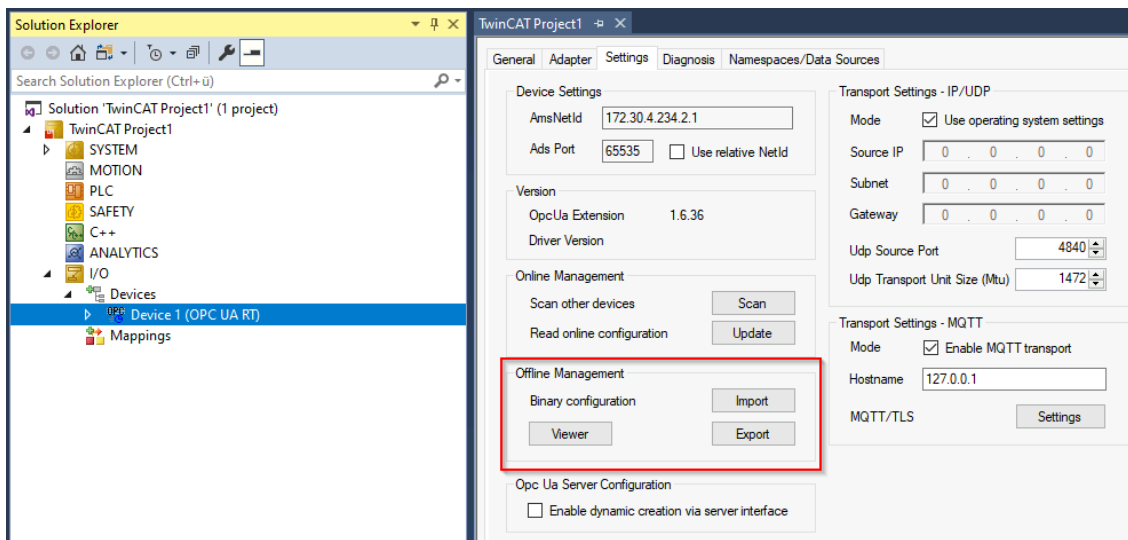 Solution Explorer
Search Solution Explorer (Ctrl+ü)
Solution 'TwinCAT Project1' (1 project)
TwinCAT Project1
SYSTEM
MOTION
PLC
SAFETY
C++
ANALYTICS
I/O
Devices
Device 1 (OPC UA RT)
Mappings
TwinCAT Project1
General Adapter Settings Diagnosis Namespaces/Data Sources
Device Settings
AmsNetId 172.30.4.234.2.1
Ads Port 65535 Use relative NetId
Version
OpcUa Extension 1.6.36
Driver Version
Online Management
Scan other devices Scan
Read online configuration Update
Offline Management
Binary configuration Import
Viewer Export
Opc Ua Server Configuration
Enable dynamic creation via server interface
Transport Settings - IP/UDP
Mode Use operating system settings
Source IP 0 . 0 . 0 . 0
Subnet 0 . 0 . 0 . 0
Gateway 0 . 0 . 0 . 0
Udp Source Port 4840
Udp Transport Unit Size (Mtu) 1472
Transport Settings - MQTT
Mode Enable MQTT transport
Hostname 127.0.0.1
MQTT/TLS Settings